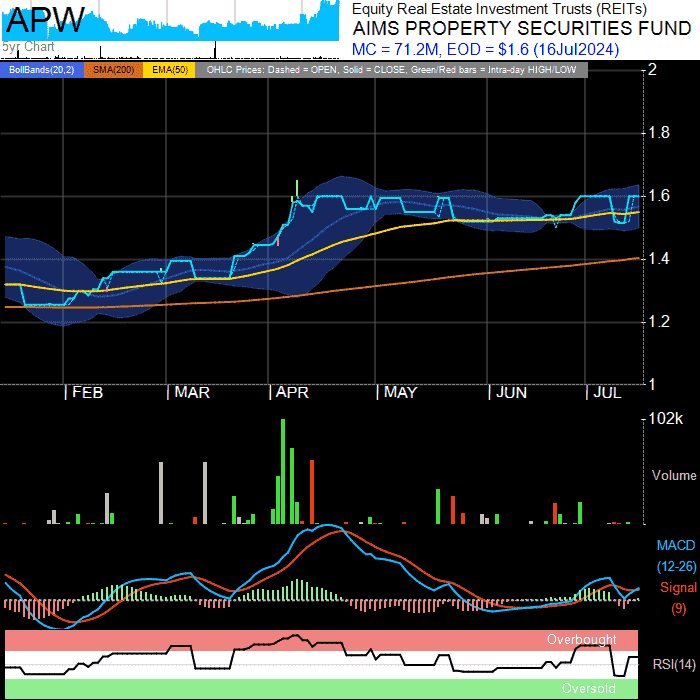 APW
5yr Chart
Equity Real Estate Investment Trusts (REITs)
AIMS PROPERTY SECURITIES FUND
MC = 71.2M, EOD = $1.6 (16Jul2024)
BollBands(20,2) SMA(200) EMA(50) OHLC Prices: Dashed = OPEN, Solid = CLOSE, Green/Red bars = Intra-day HIGH/LOW
2
1.8
1.6
1.4
1.2
1
FEB MAR APR MAY JUN JUL
102k
Volume
MACD
(12-26)
Signal
(9)
Overbought
RSI(14)
Oversold